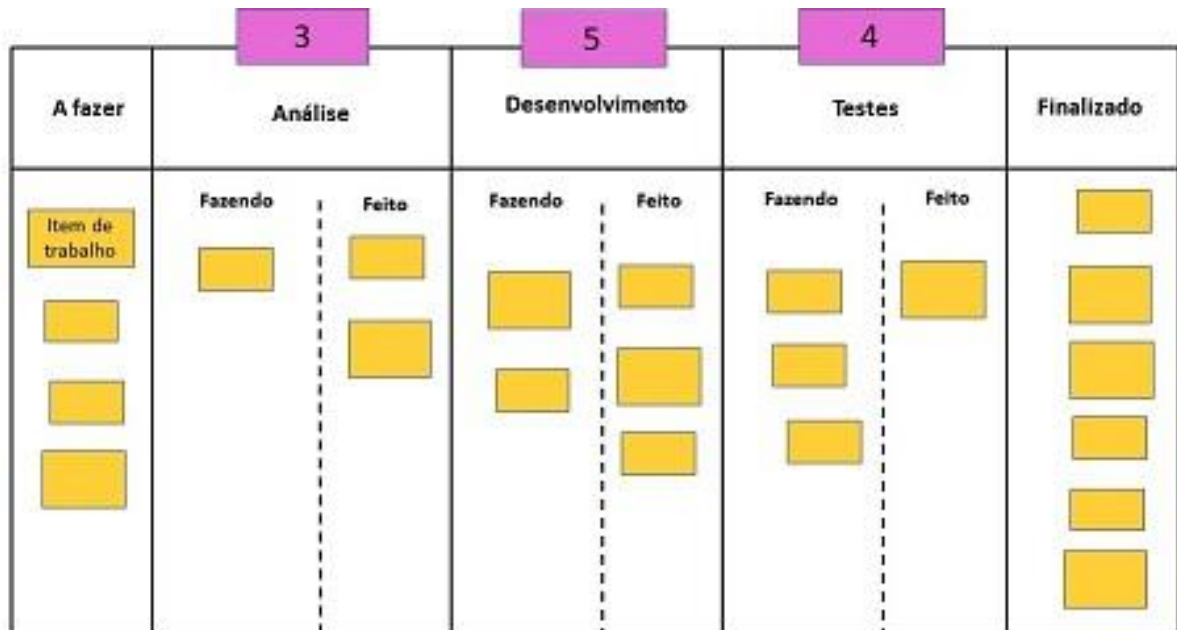 3
5
4
A fazer
Análise
Desenvolvimento
Testes
Finalizado
Fazendo
Feito
Fazendo
Feito
Fazendo
Feito
Item de
trabalho